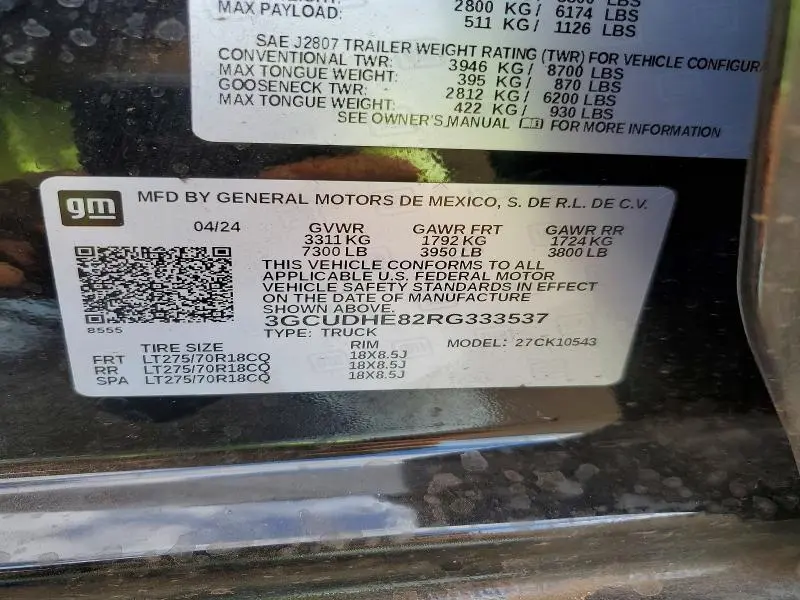 MAX PAYLOAD: 2800 KG/ 6174 LBS
511 KG/ 1126 LBS
SAE J2807 TRAILER WEIGHT RATING (TWR) FOR VEHICLE CONFIGURA
CONVENTIONAL TWR: 3946 KG/ 8700 LBS
MAX TONGUE WEIGHT: 395 KG/ 870 LBS
GOOSENECK TWR: 2812 KG/ 6200 LBS
MAX TONGUE WEIGHT: 422 KG/ 930 LBS
SEE OWNER'S MANUAL FOR MORE INFORMATION
gm MFD BY GENERAL MOTORS DE MEXICO, S. DE R.L. DE C.V.
04/24 GVWR GAWR FRT GAWR RR
3311 KG 1792 KG 1724 KG
7300 LB 3950 LB 3800 LB
THIS VEHICLE CONFORMS TO ALL
APPLICABLE U.S. FEDERAL MOTOR
VEHICLE SAFETY STANDARDS IN EFFECT
ON THE DATE OF MANUFACTURE
SHOWN ABOVE.
8555 3GCUDHE82RG333537
TYPE: TRUCK MODEL: 27CK10543
TIRE SIZE RIM
FRT LT275/70R18CQ 18X8.5J
RR LT275/70R18CQ 18X8.5J
SPA LT275/70R18CQ 18X8.5J